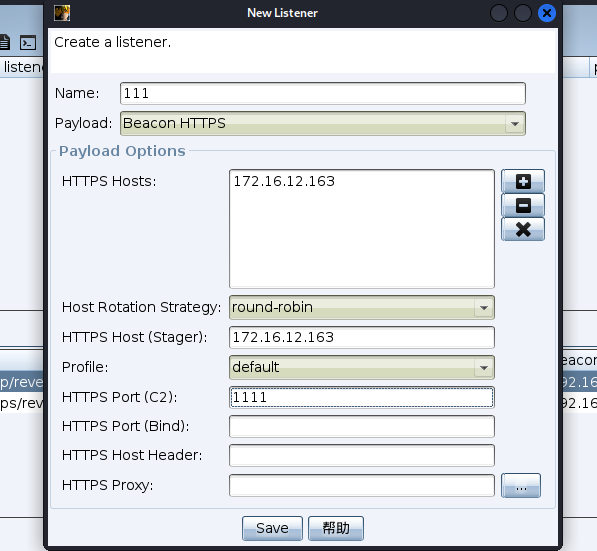 New Listener
Create a listener.
listene
Name: 111
Payload: Beacon HTTPS
Payload Options
HTTPS Hosts: 172.16.12.163
Host Rotation Strategy: round-robin
HTTPS Host (Stager): 172.16.12.163
Profile: default
eacon
p/reve
HTTPS Port (C2): 1111
92.16
ps/rev
92.16
HTTPS Port (Bind):
HTTPS Host Header:
HTTPS Proxy:
...
Save 帮助